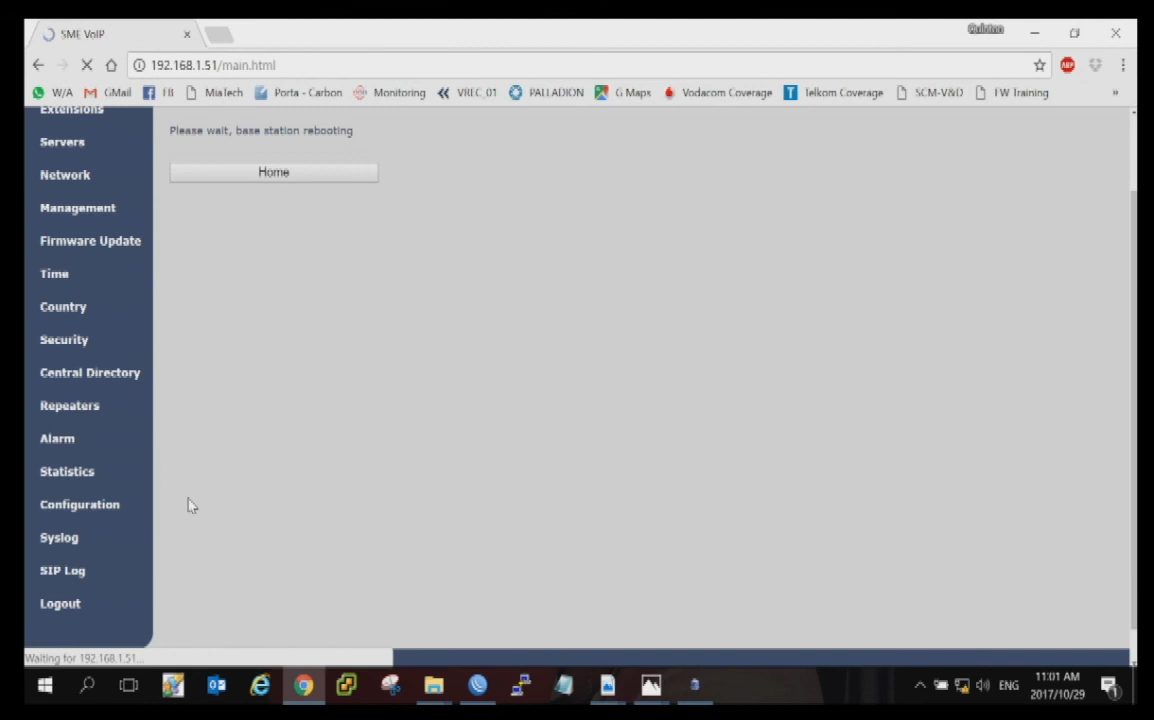 SME VoIP
192.168.1.51/main.html
W/A GMail FB MiaTech Porta - Carbon Monitoring VREC_01 PALLADION G Maps Vodacom Coverage Telkom Coverage SCM-V&D TW Training »
Extensions
Please wait, base station rebooting
Servers
Home
Network
Management
Firmware Update
Time
Country
Security
Central Directory
Repeaters
Alarm
Statistics
Configuration
Syslog
SIP Log
Logout
Waiting for 192.168.1.51...
ENG
11:01 AM
2017/10/29